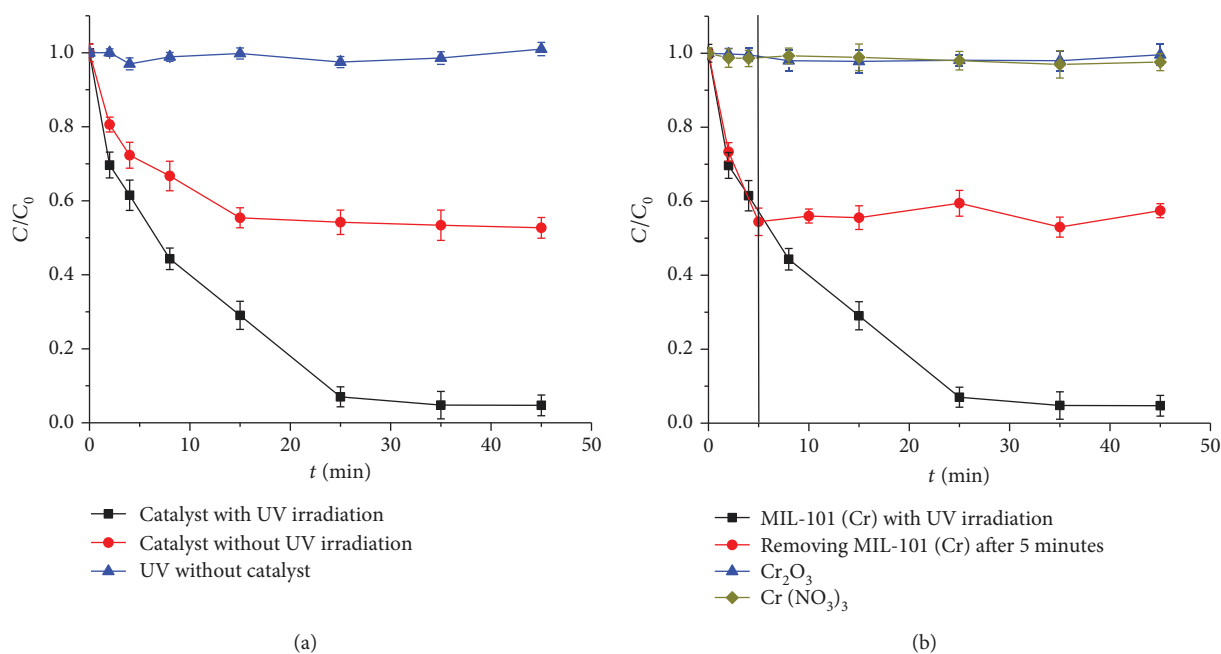 1.0
0.8
0.6
0.4
0.2
0.0
C/C₀
0 10 20 30 40 50
t (min)
Catalyst with UV irradiation
Catalyst without UV irradiation
UV without catalyst
(a)
1.0
0.8
0.6
0.4
0.2
0.0
C/C₀
0 10 20 30 40 50
t (min)
MIL-101 (Cr) with UV irradiation
Removing MIL-101 (Cr) after 5 minutes
Cr₂O₃
Cr (NO₃)₃
(b)